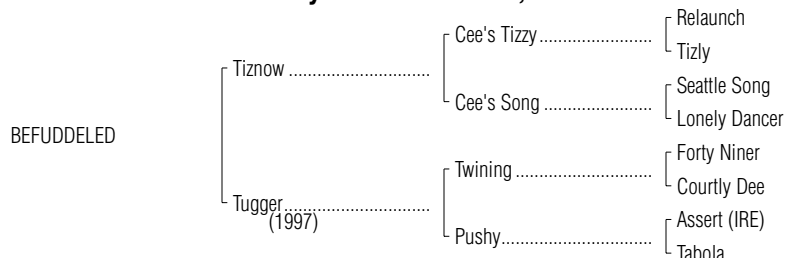 Relaunch
Cee's Tizzy
Tizly
Tiznow
Seattle Song
Cee's Song
Lonely Dancer
BEFUDDELED
Forty Niner
Twining
Courtly Dee
Tugger
(1997)
Assert (IRE)
Pushy
Tabola